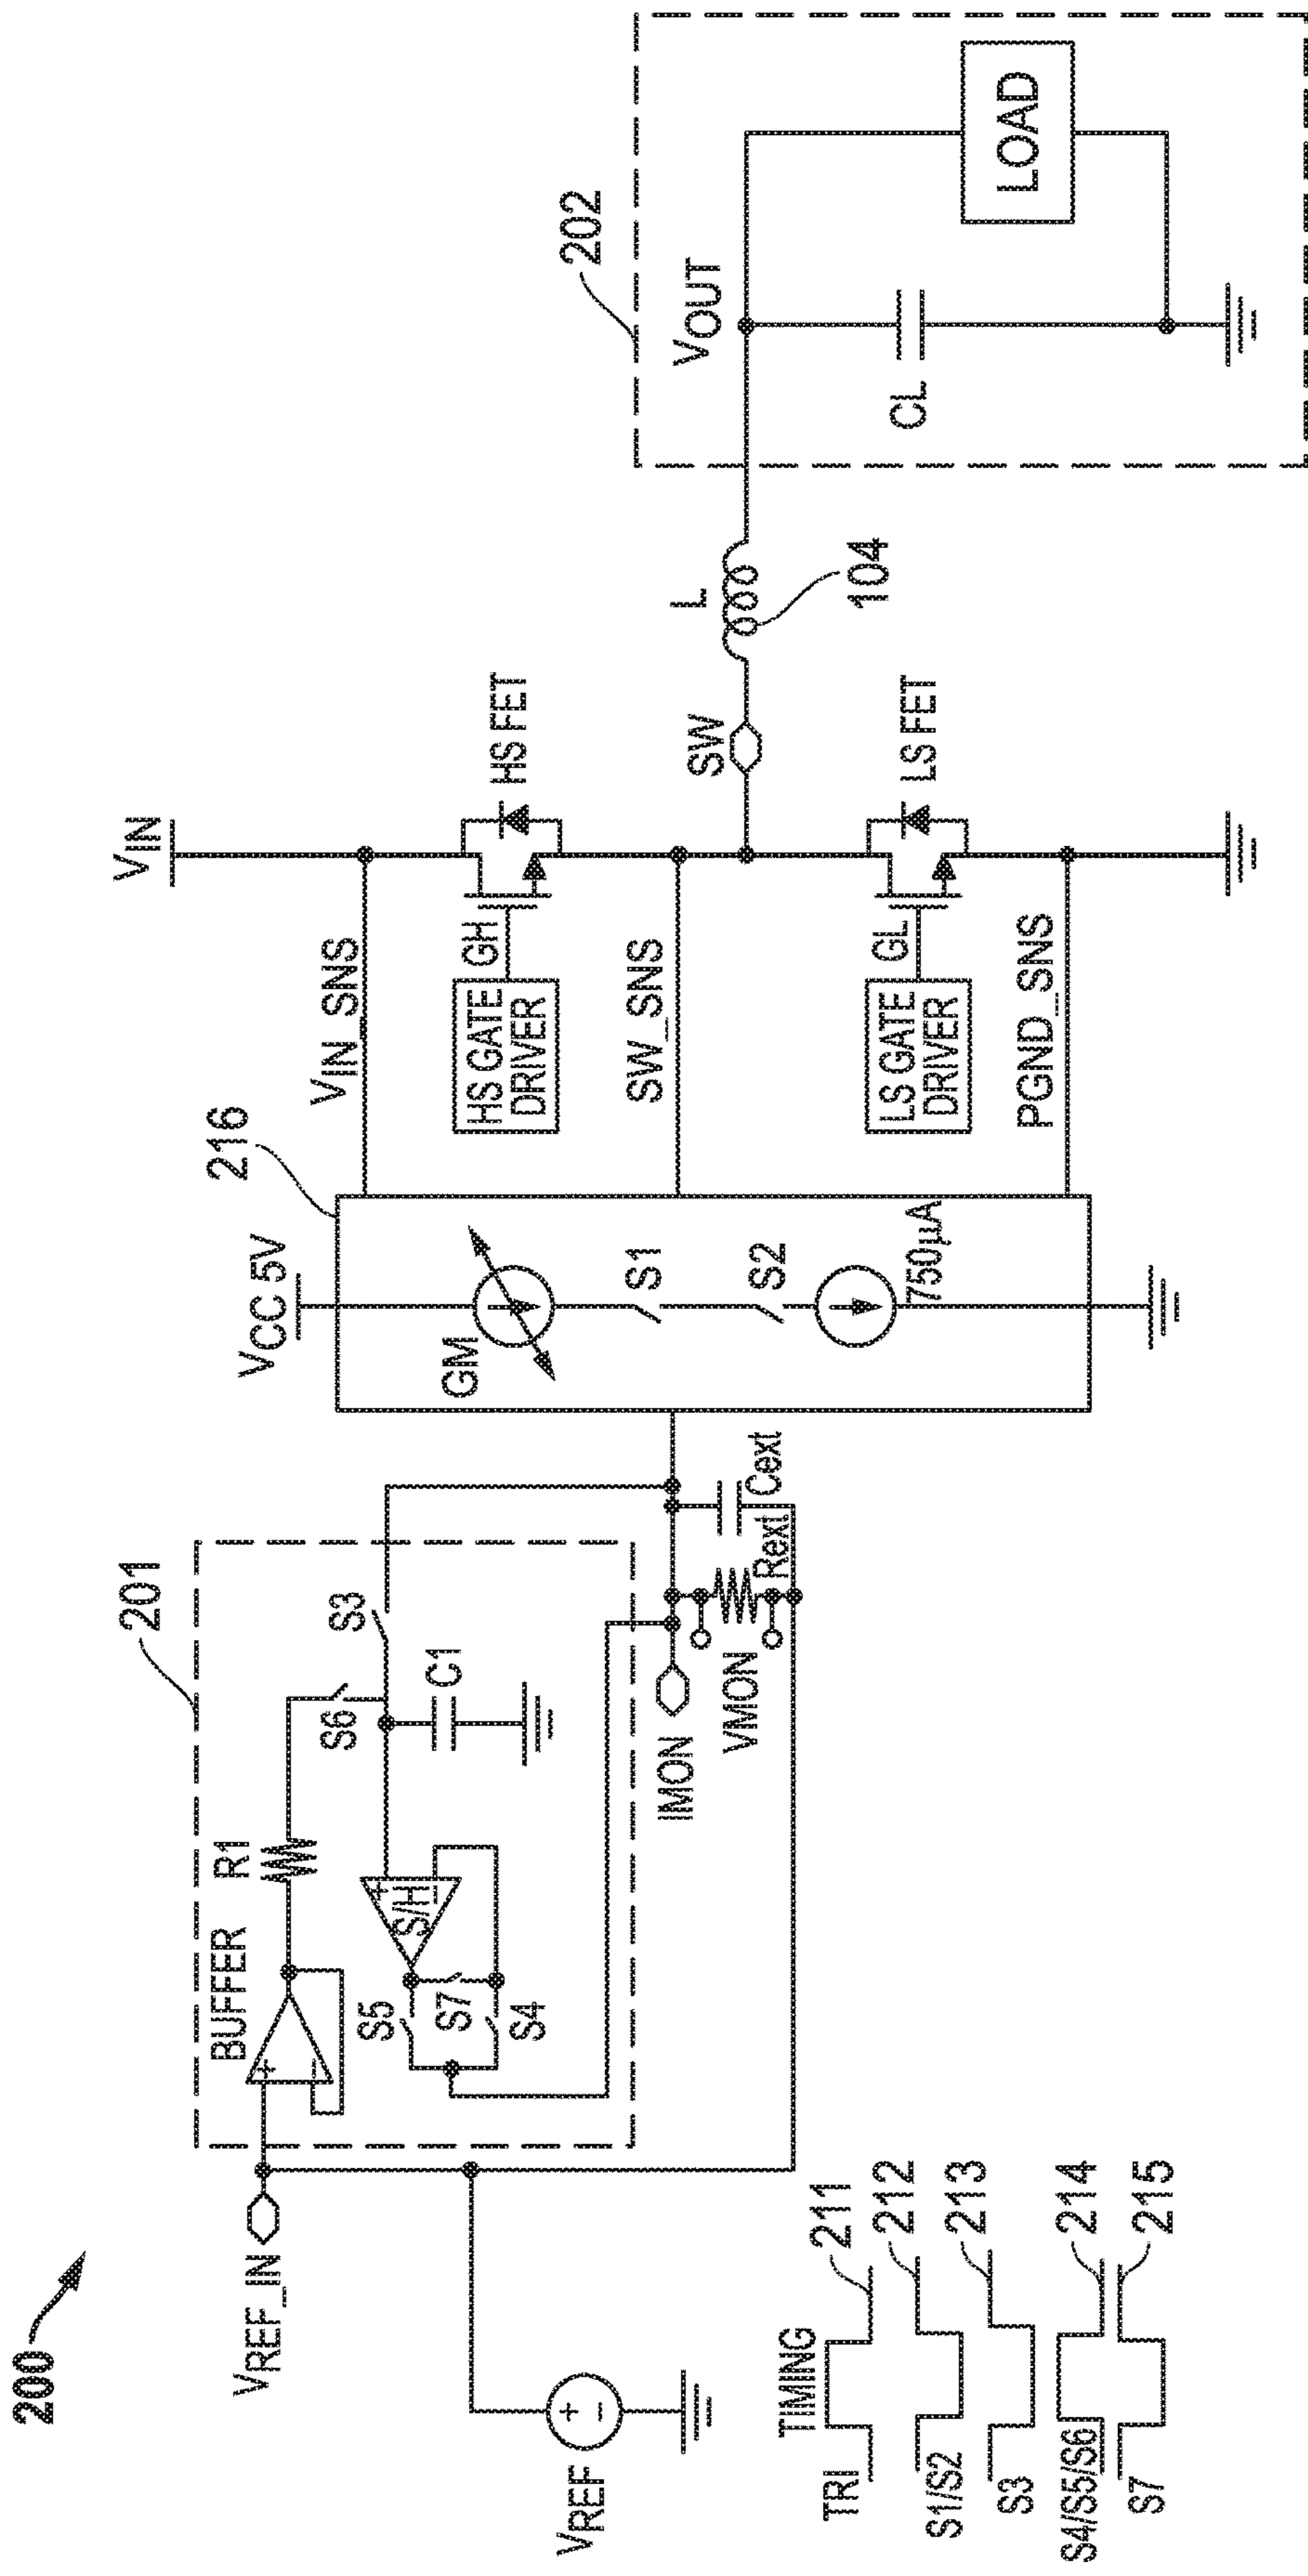 200
VREF_IN
VREF
+
−
201
BUFFER
+
−
R1
S6
S3
C1
+
S/H
−
S5
S7
S4
IMON
VMON
Rext
Cext
216
VCC 5V
GM
S1
S2
750µA
VIN
VIN_SNS
HS GATE
DRIVER
GH
HS FET
SW_SNS
SW
L
104
LS GATE
DRIVER
GL
LS FET
PGND_SNS
202
VOUT
CL
LOAD
TIMING
TRI
211
S1/S2
212
S3
213
S4/S5/S6
214
S7
215